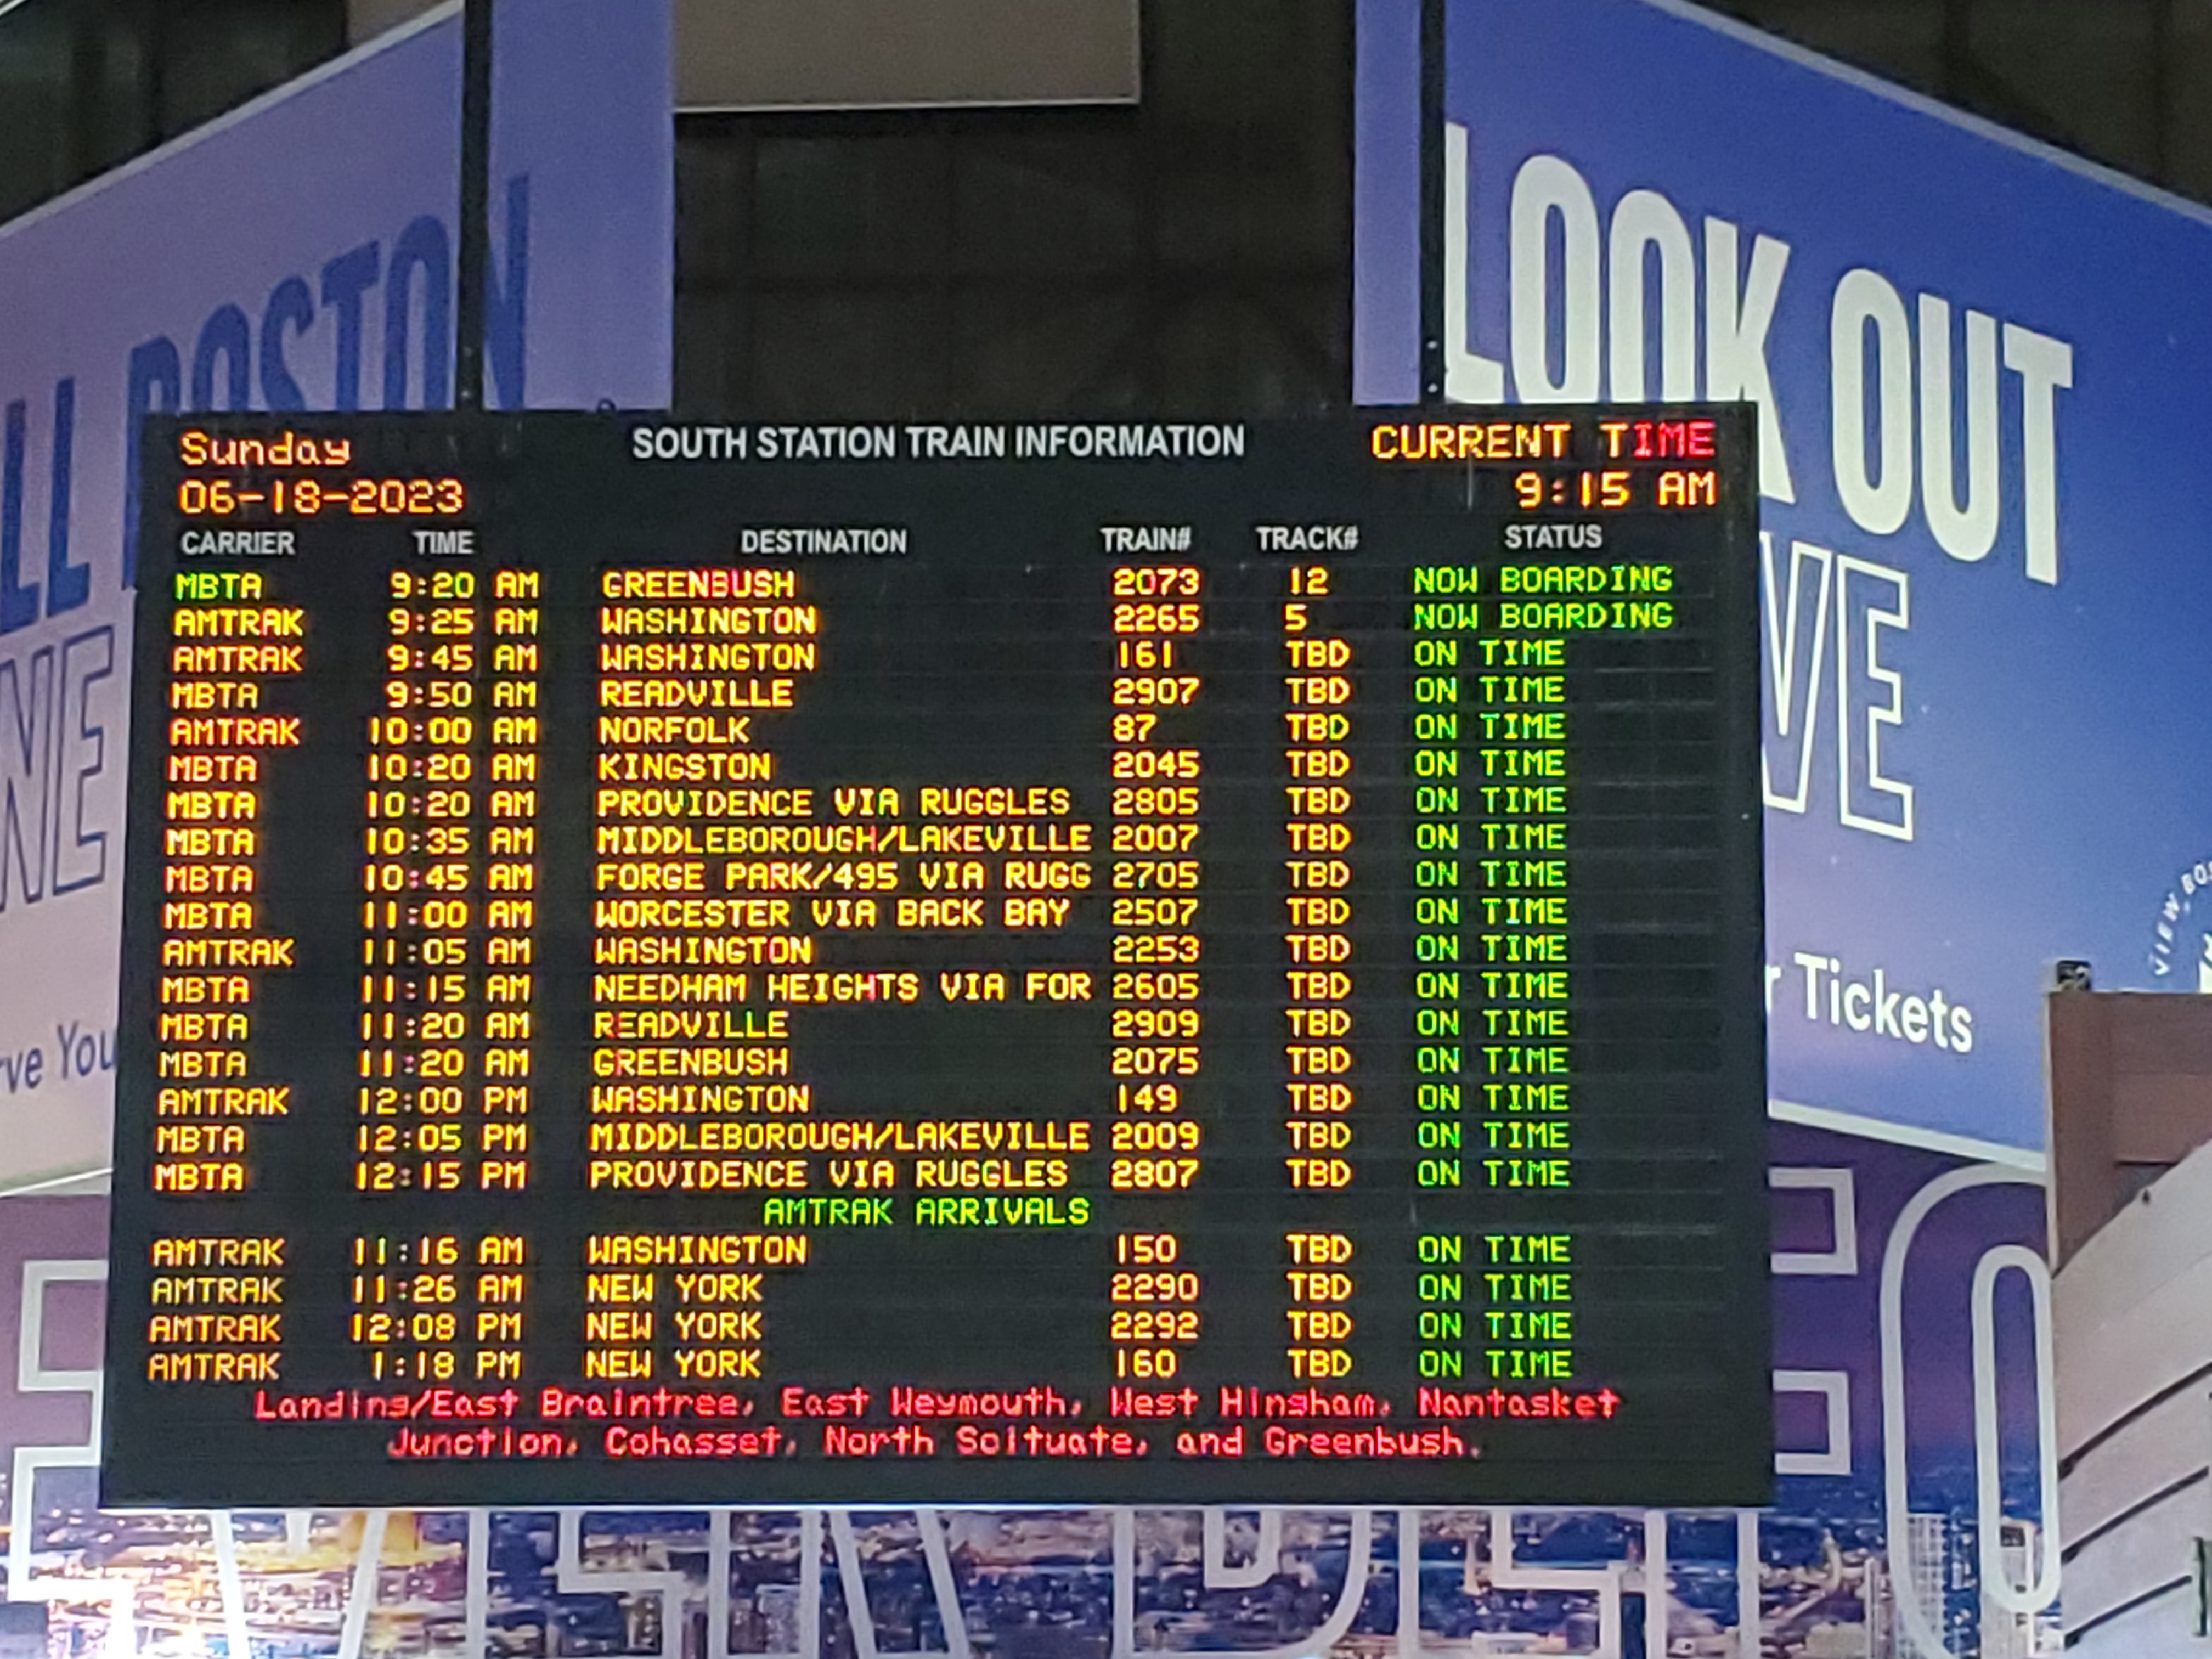 LL BOSTON
NE
rve You
LOOK OUT
VE
r Tickets
VIEW BO
Sunday
SOUTH STATION TRAIN INFORMATION
CURRENT TIME
06-18-2023
9:15 AM
CARRIER TIME DESTINATION TRAIN# TRACK# STATUS
MBTA 9:20 AM GREENBUSH 2073 12 NOW BOARDING
AMTRAK 9:25 AM WASHINGTON 2265 5 NOW BOARDING
AMTRAK 9:45 AM WASHINGTON 161 TBD ON TIME
MBTA 9:50 AM READVILLE 2907 TBD ON TIME
AMTRAK 10:00 AM NORFOLK 87 TBD ON TIME
MBTA 10:20 AM KINGSTON 2045 TBD ON TIME
MBTA 10:20 AM PROVIDENCE VIA RUGGLES 2805 TBD ON TIME
MBTA 10:35 AM MIDDLEBOROUGH/LAKEVILLE 2007 TBD ON TIME
MBTA 10:45 AM FORGE PARK/495 VIA RUGG 2705 TBD ON TIME
MBTA 11:00 AM WORCESTER VIA BACK BAY 2507 TBD ON TIME
AMTRAK 11:05 AM WASHINGTON 2253 TBD ON TIME
MBTA 11:15 AM NEEDHAM HEIGHTS VIA FOR 2605 TBD ON TIME
MBTA 11:20 AM READVILLE 2909 TBD ON TIME
MBTA 11:20 AM GREENBUSH 2075 TBD ON TIME
AMTRAK 12:00 PM WASHINGTON 149 TBD ON TIME
MBTA 12:05 PM MIDDLEBOROUGH/LAKEVILLE 2009 TBD ON TIME
MBTA 12:15 PM PROVIDENCE VIA RUGGLES 2807 TBD ON TIME
AMTRAK ARRIVALS
AMTRAK 11:16 AM WASHINGTON 150 TBD ON TIME
AMTRAK 11:26 AM NEW YORK 2290 TBD ON TIME
AMTRAK 12:08 PM NEW YORK 2292 TBD ON TIME
AMTRAK 1:18 PM NEW YORK 160 TBD ON TIME
Landing/East Braintree, East Weymouth, West Hingham, Nantasket
Junction, Cohasset, North Scituate, and Greenbush.